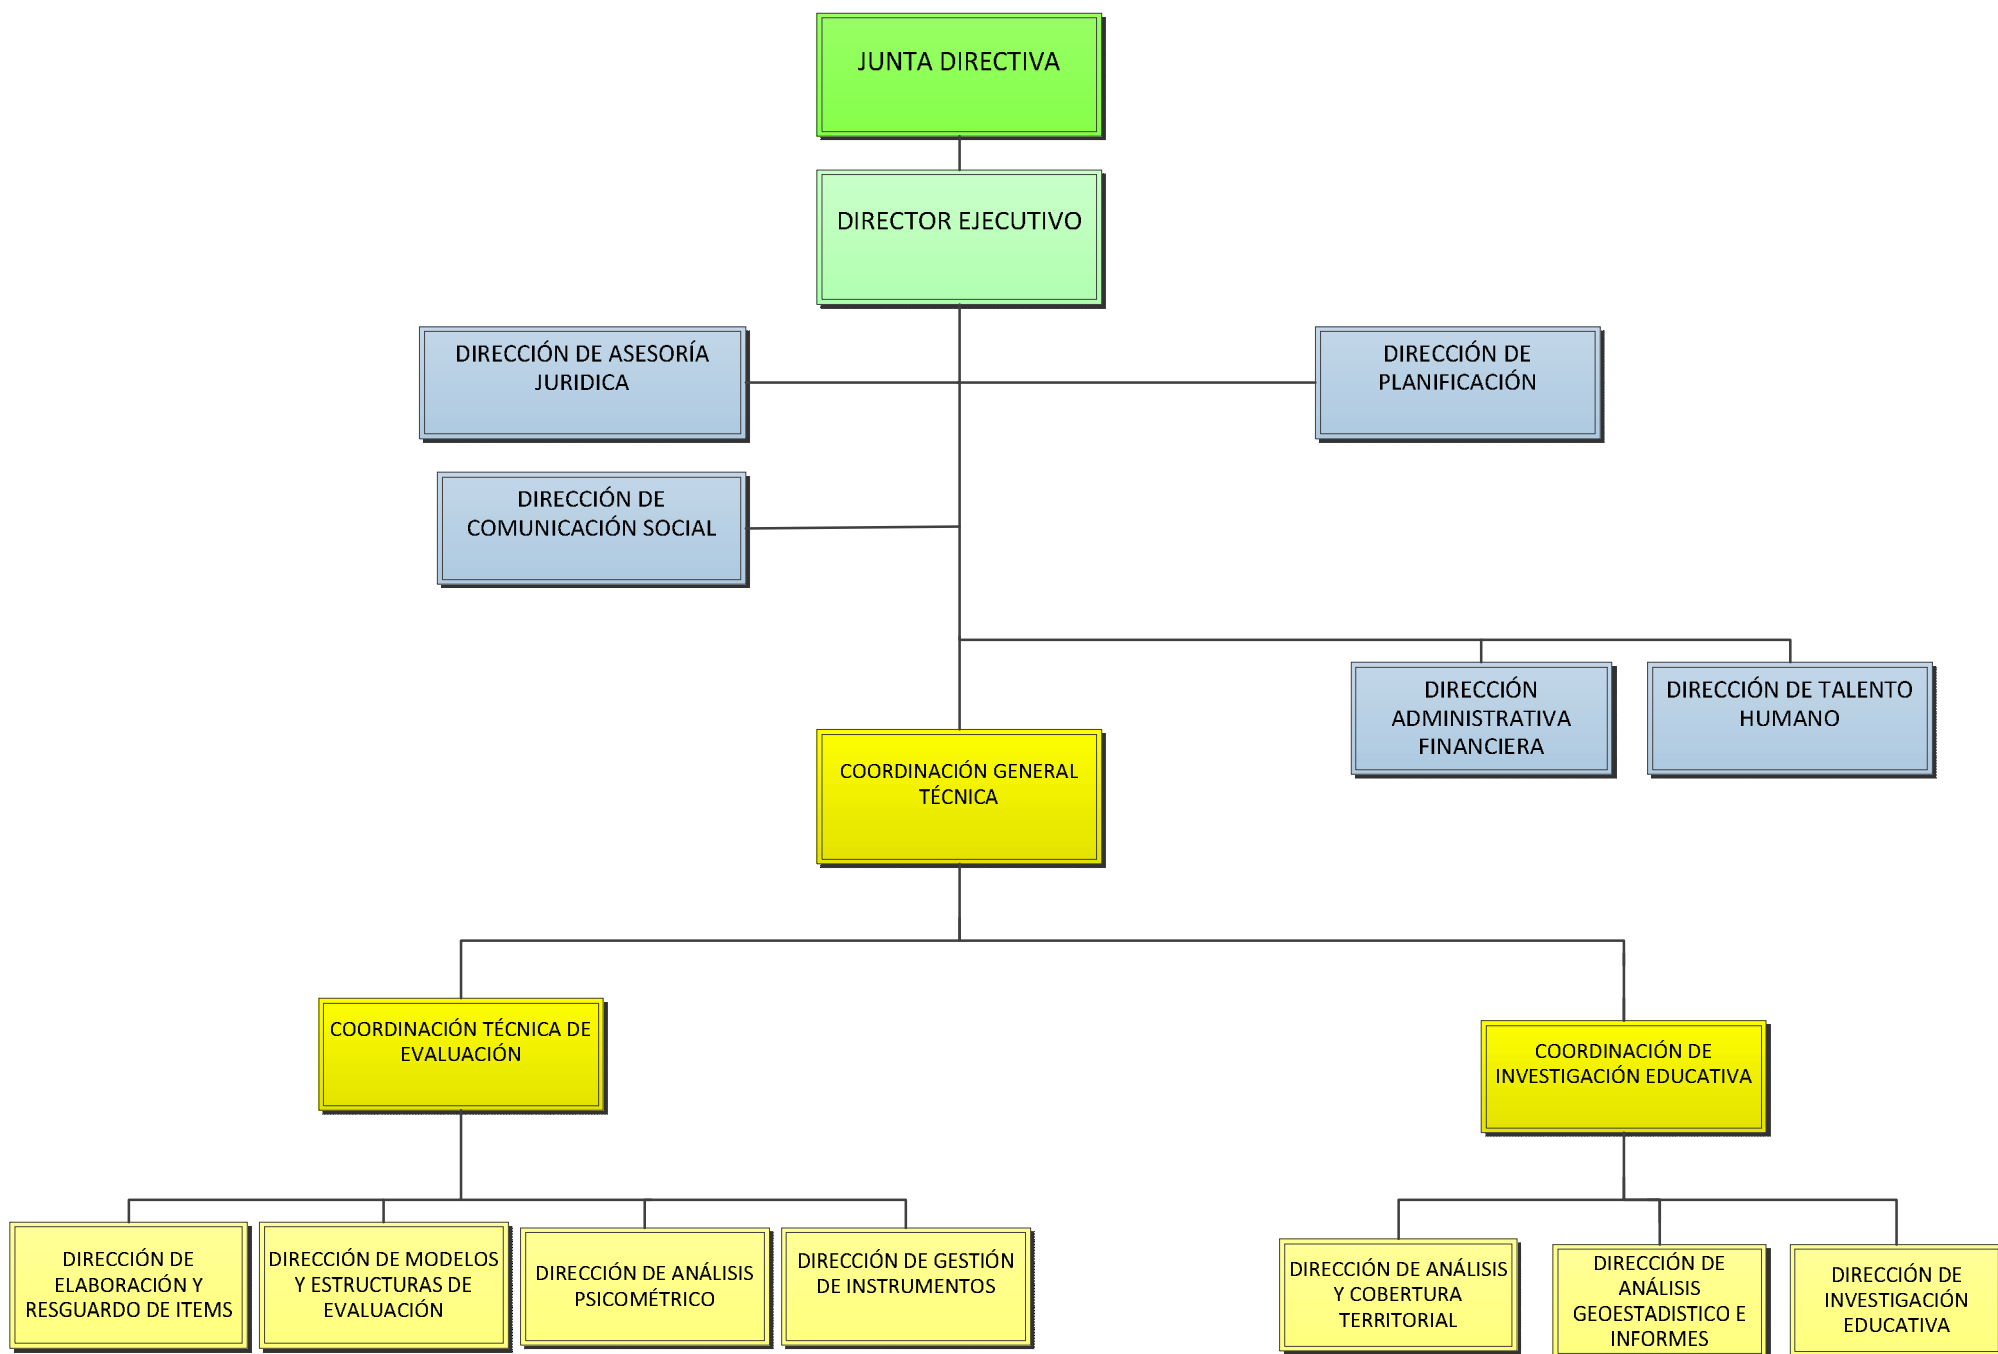 JUNTA DIRECTIVA
DIRECTOR EJECUTIVO
DIRECCIÓN DE ASESORÍA
JURIDICA
DIRECCIÓN DE
PLANIFICACIÓN
DIRECCIÓN DE
COMUNICACIÓN SOCIAL
DIRECCIÓN
ADMINISTRATIVA
FINANCIERA
DIRECCIÓN DE TALENTO
HUMANO
COORDINACIÓN GENERAL
TÉCNICA
COORDINACIÓN TÉCNICA DE
EVALUACIÓN
COORDINACIÓN DE
INVESTIGACIÓN EDUCATIVA
DIRECCIÓN DE
ELABORACIÓN Y
RESGUARDO DE ITEMS
DIRECCIÓN DE MODELOS
Y ESTRUCTURAS DE
EVALUACIÓN
DIRECCIÓN DE ANÁLISIS
PSICOMÉTRICO
DIRECCIÓN DE GESTIÓN
DE INSTRUMENTOS
DIRECCIÓN DE ANÁLISIS
Y COBERTURA
TERRITORIAL
DIRECCIÓN DE
ANÁLISIS
GEOESTADISTICO E
INFORMES
DIRECCIÓN DE
INVESTIGACIÓN
EDUCATIVA